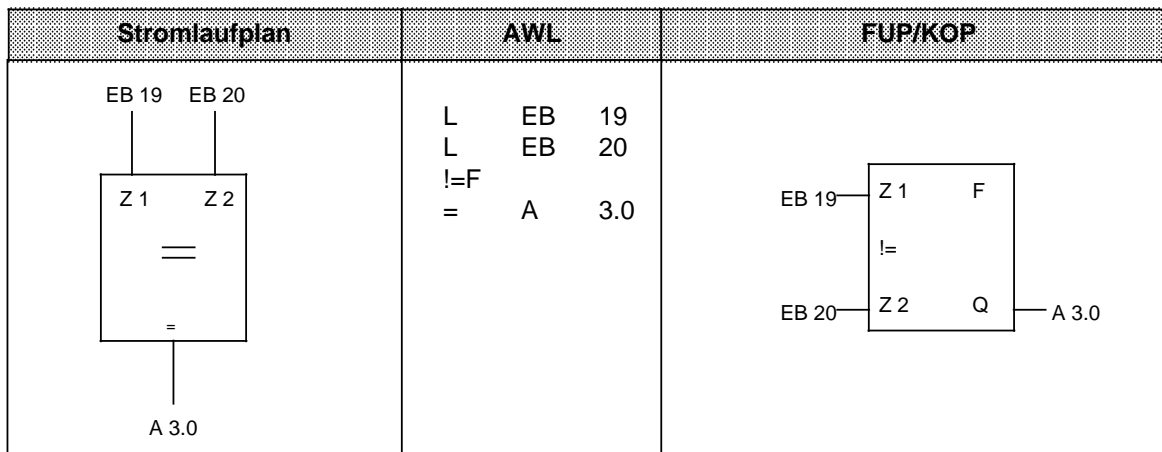 Stromlaufplan AWL FUP/KOP
EB 19 EB 20
Z 1 Z 2
=
A 3.0
L EB 19
L EB 20
!=F
= A 3.0
EB 19 Z 1 F
!=
EB 20 Z 2 Q A 3.0